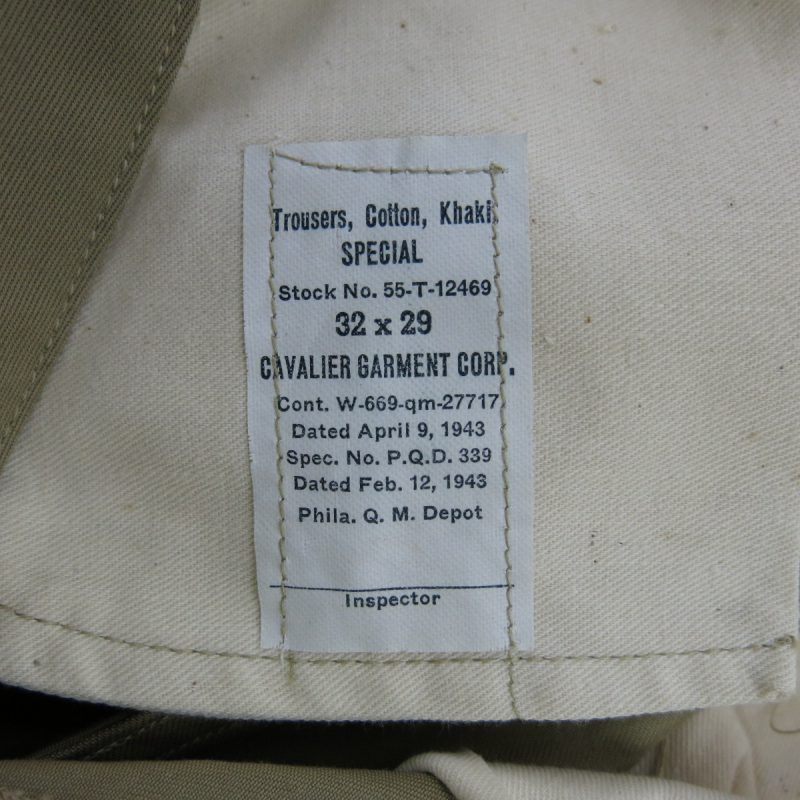 Trousers, Cotton, Khaki,
SPECIAL
Stock No. 55-T-12469
32 x 29
CAVALIER GARMENT CORP.
Cont. W-669-qm-27717
Dated April 9, 1943
Spec. No. P.Q.D. 339
Dated Feb. 12, 1943
Phila. Q. M. Depot
Inspector